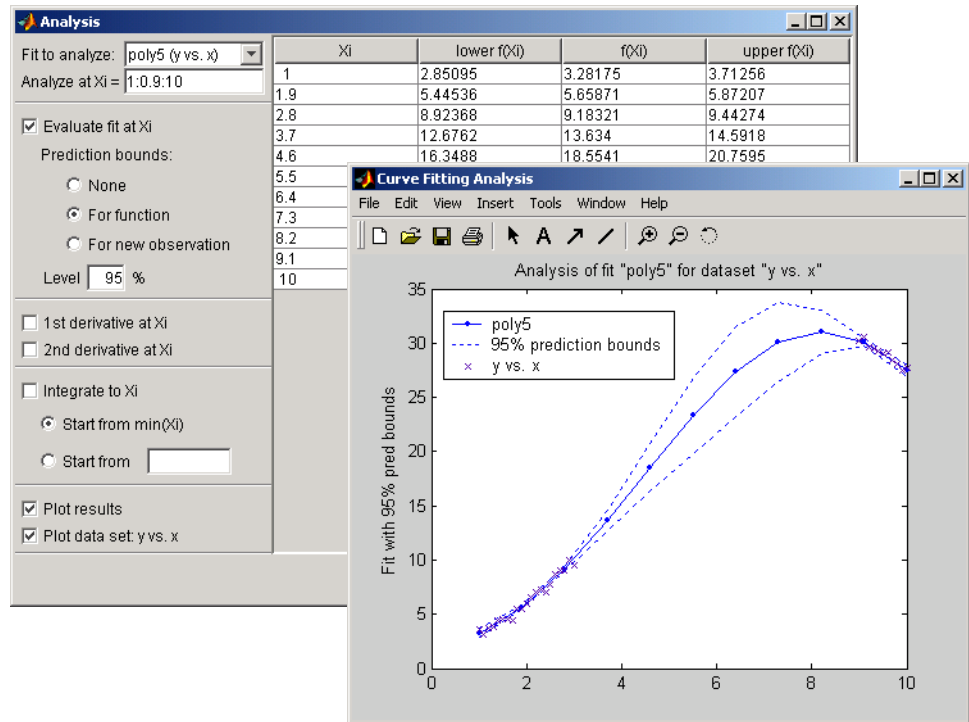 Analysis
Fit to analyze: poly5 (y vs. x)
Analyze at Xi = 1:0.9:10
Evaluate fit at Xi
Prediction bounds:
None
For function
For new observation
Level 95 %
1st derivative at Xi
2nd derivative at Xi
Integrate to Xi
Start from min(Xi)
Start from
Plot results
Plot data set: y vs. x
Xi lower f(Xi) f(Xi) upper f(Xi)
1 2.85095 3.28175 3.71256
1.9 5.44536 5.65871 5.87207
2.8 8.92368 9.18321 9.44274
3.7 12.6762 13.634 14.5918
4.6 16.3488 18.5541 20.7595
5.5
6.4
7.3
8.2
9.1
10
Curve Fitting Analysis
File Edit View Insert Tools Window Help
A
Analysis of fit "poly5" for dataset "y vs. x"
poly5
95% prediction bounds
y vs. x
Fit with 95% pred bounds
35
30
25
20
15
10
5
0
0 2 4 6 8 10